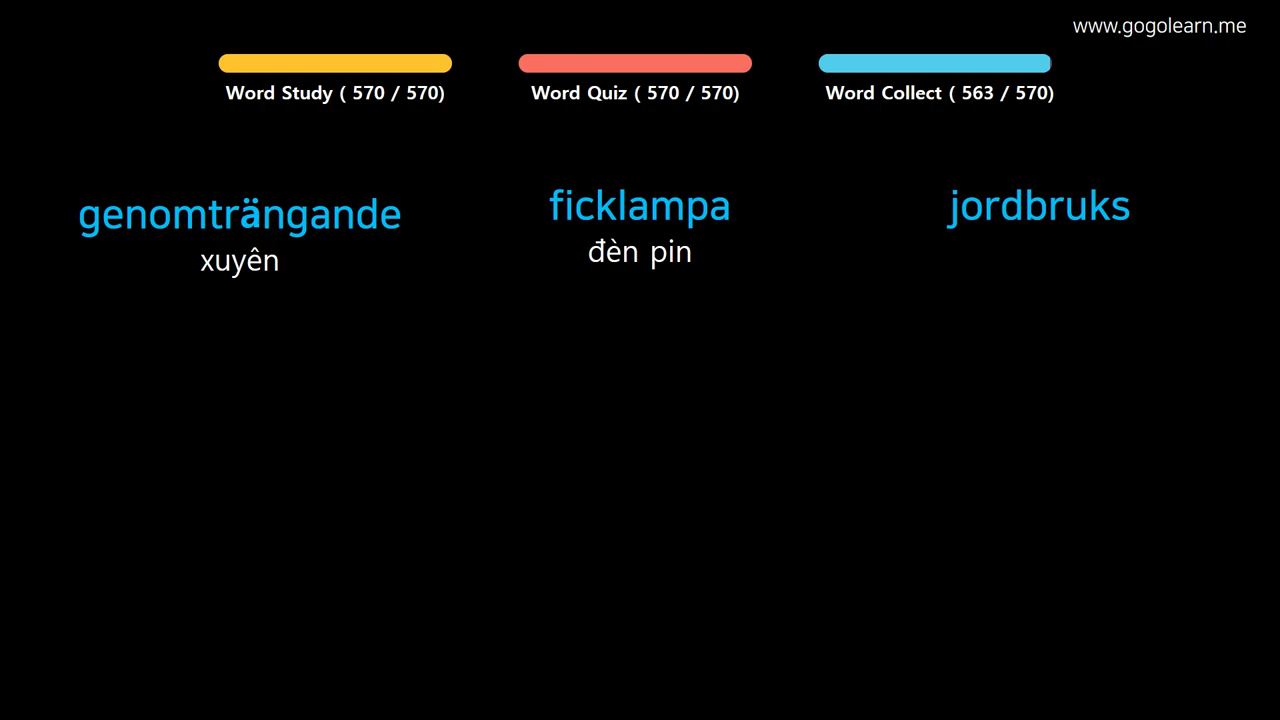 www.gogolearn.me
Word Study ( 570 / 570)
Word Quiz ( 570 / 570)
Word Collect ( 563 / 570)
genomträngande
xuyên
ficklampa
đèn pin
jordbruks